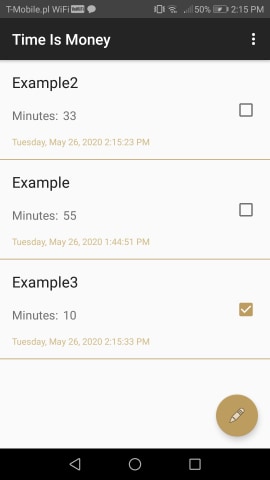 T-Mobile.pl WiFi 50% 2:15 PM
Time Is Money
Example2
Minutes: 33
Tuesday, May 26, 2020 2:15:23 PM
Example
Minutes: 55
Tuesday, May 26, 2020 1:44:51 PM
Example3
Minutes: 10
Tuesday, May 26, 2020 2:15:33 PM